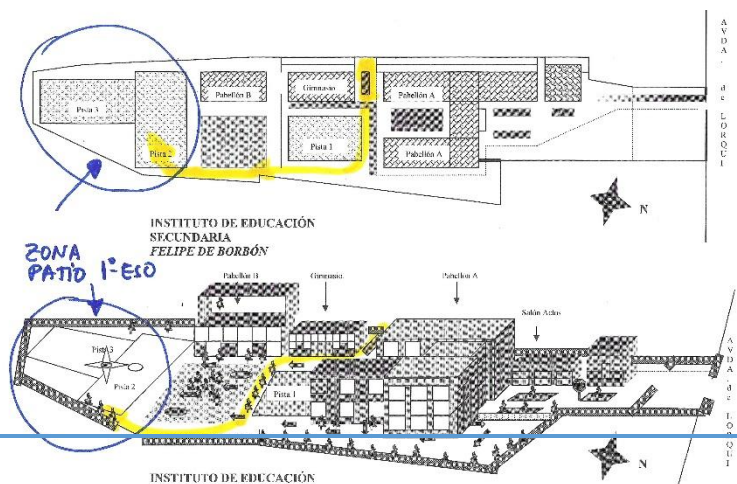 AVDA. de LORQUI
Pista 3
Pabellón B
Gimnasio
Pabellón A
Pista 2
Pista 1
Pabellón A
N
INSTITUTO DE EDUCACIÓN
SECUNDARIA
FELIPE DE BORBÓN
ZONA
PATIO 1º ESO
Pabellón B
Gimnasio
Pabellón A
Salón Actos
AVDA. de LORQUI
Pista 3
Pista 2
Pista 1
N
INSTITUTO DE EDUCACIÓN